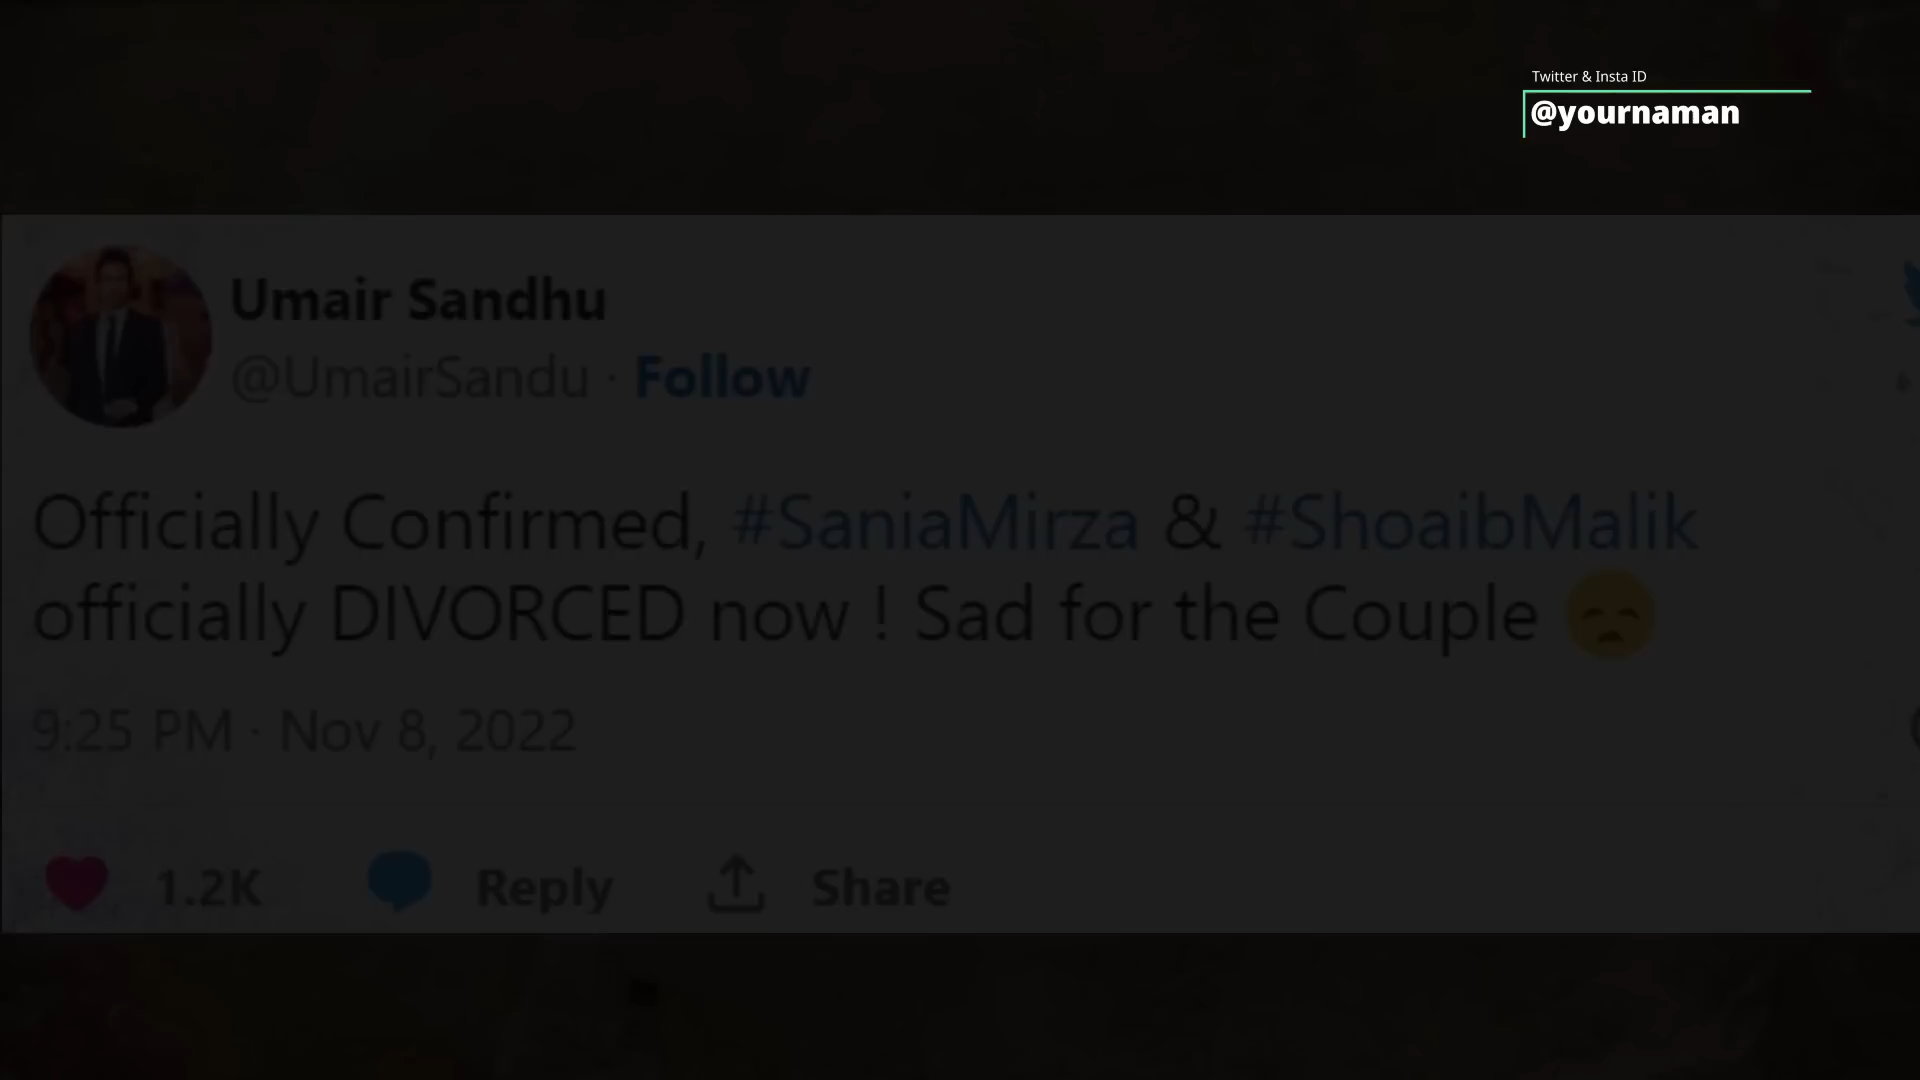 Twitter & Insta ID
@yournaman
Umair Sandhu
@UmairSandu · Follow
Officially Confirmed, #SaniaMirza & #ShoaibMalik
officially DIVORCED now ! Sad for the Couple 😞
9:25 PM · Nov 8, 2022
1.2K Reply Share